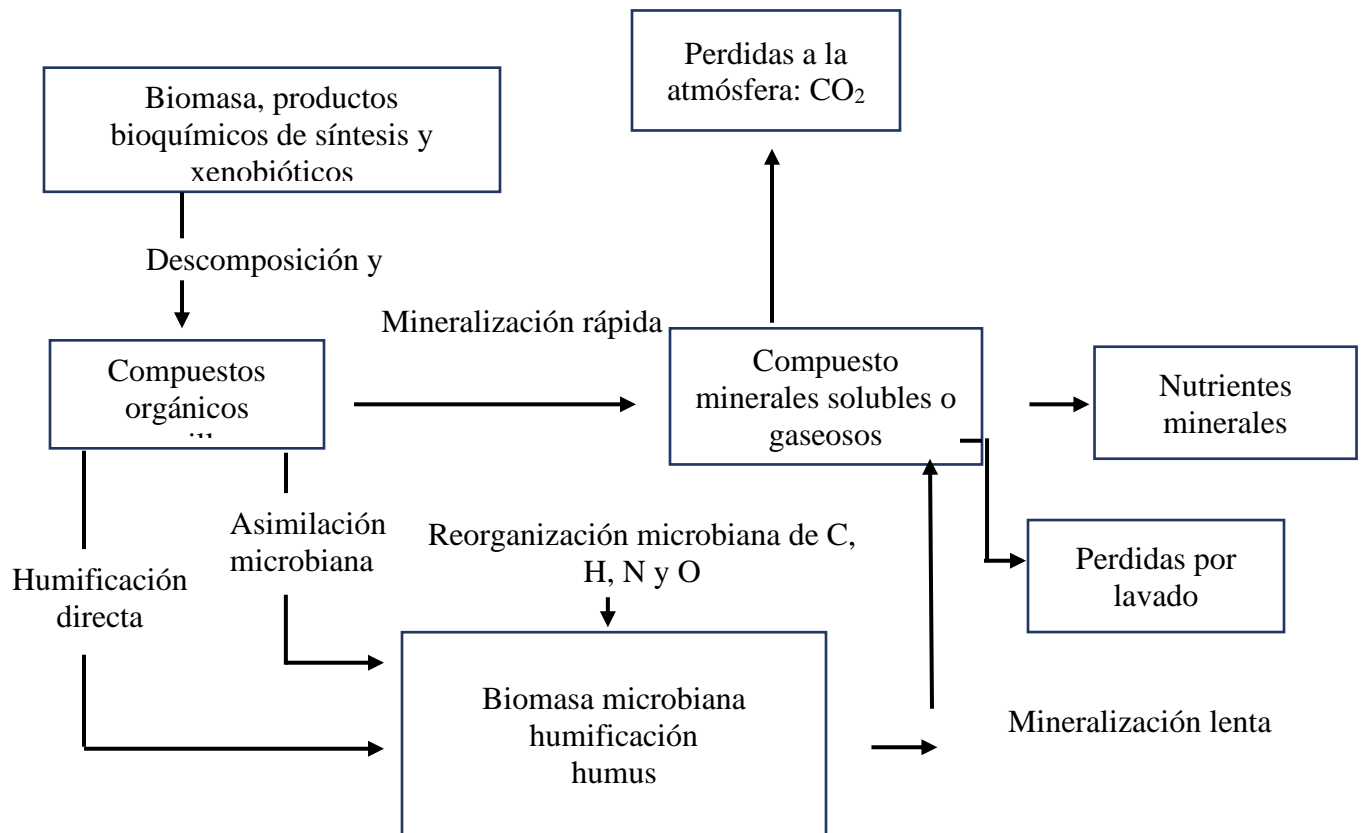 Biomasa, productos
bioquímicos de síntesis y
xenobióticos
Perdidas a la
atmósfera: CO₂
Descomposición y
Mineralización rápida
Compuestos
orgánicos
Compuesto
minerales solubles o
gaseosos
Nutrientes
minerales
Asimilación
microbiana
Reorganización microbiana de C,
H, N y O
Humificación
directa
Perdidas por
lavado
Biomasa microbiana
humificación
humus
Mineralización lenta